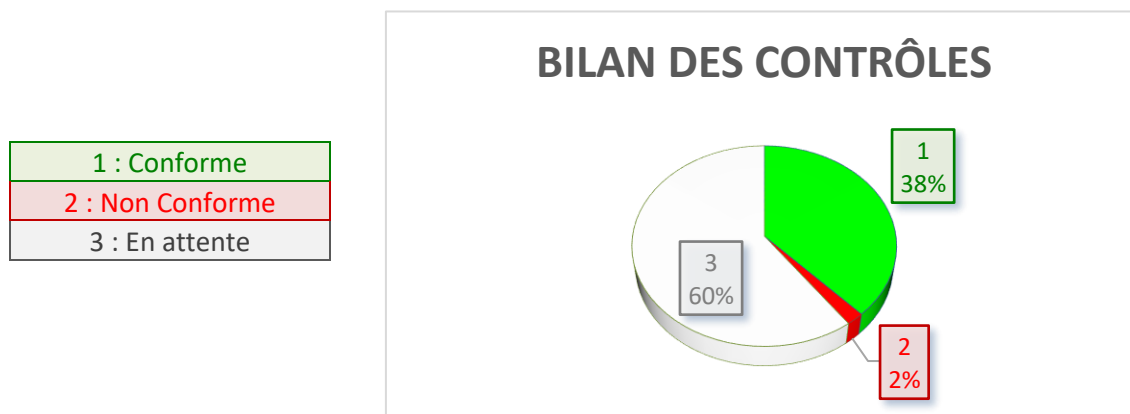 BILAN DES CONTRÔLES
1 : Conforme
2 : Non Conforme
3 : En attente
1
38%
3
60%
2
2%